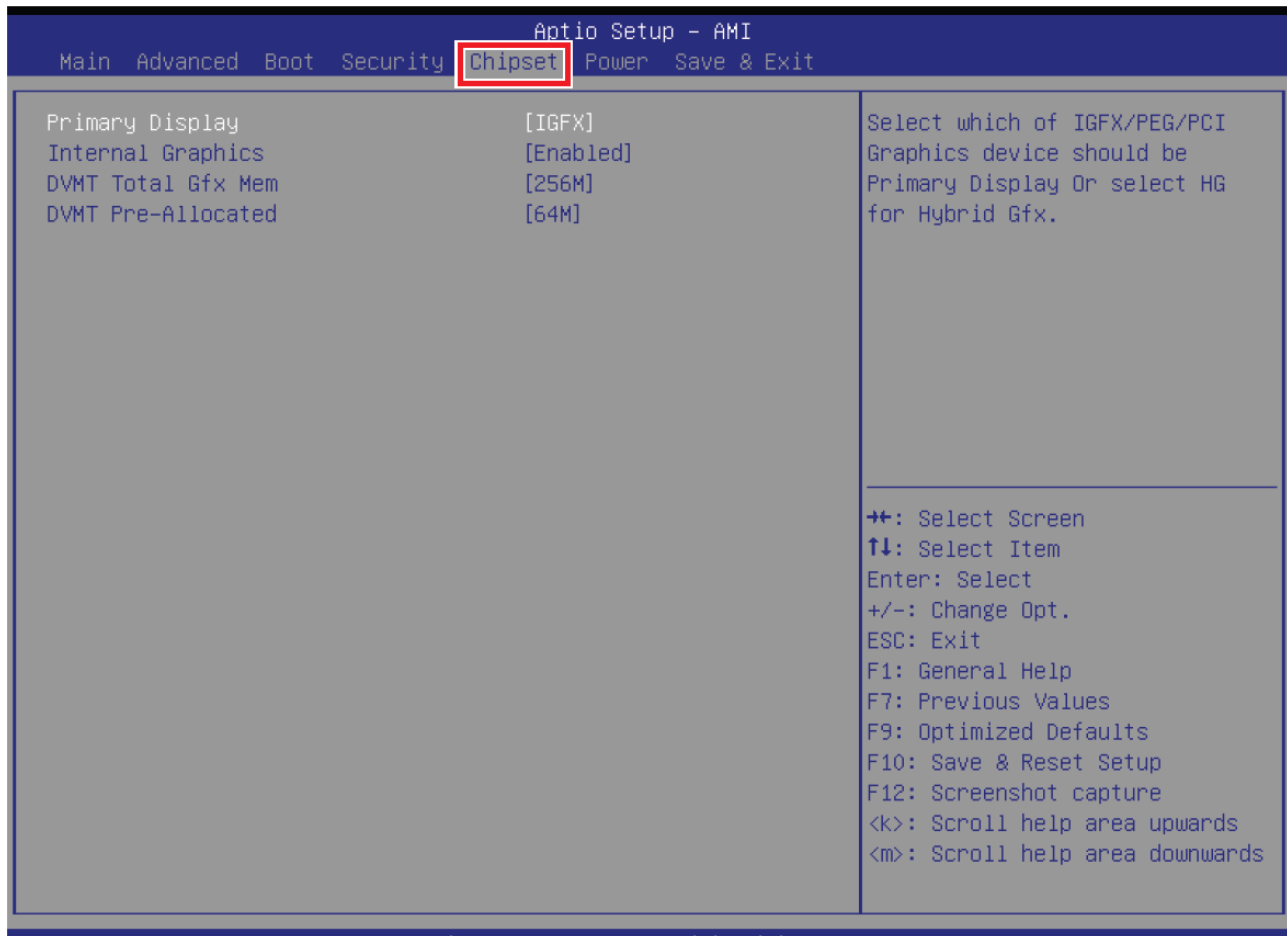 Aptio Setup - AMI
Main Advanced Boot Security Chipset Power Save & Exit
Primary Display [IGFX]
Internal Graphics [Enabled]
DVMT Total Gfx Mem [256M]
DVMT Pre-Allocated [64M]
Select which of IGFX/PEG/PCI
Graphics device should be
Primary Display Or select HG
for Hybrid Gfx.
→←: Select Screen
↑↓: Select Item
Enter: Select
+/-: Change Opt.
ESC: Exit
F1: General Help
F7: Previous Values
F9: Optimized Defaults
F10: Save & Reset Setup
F12: Screenshot capture
<k>: Scroll help area upwards
<m>: Scroll help area downwards